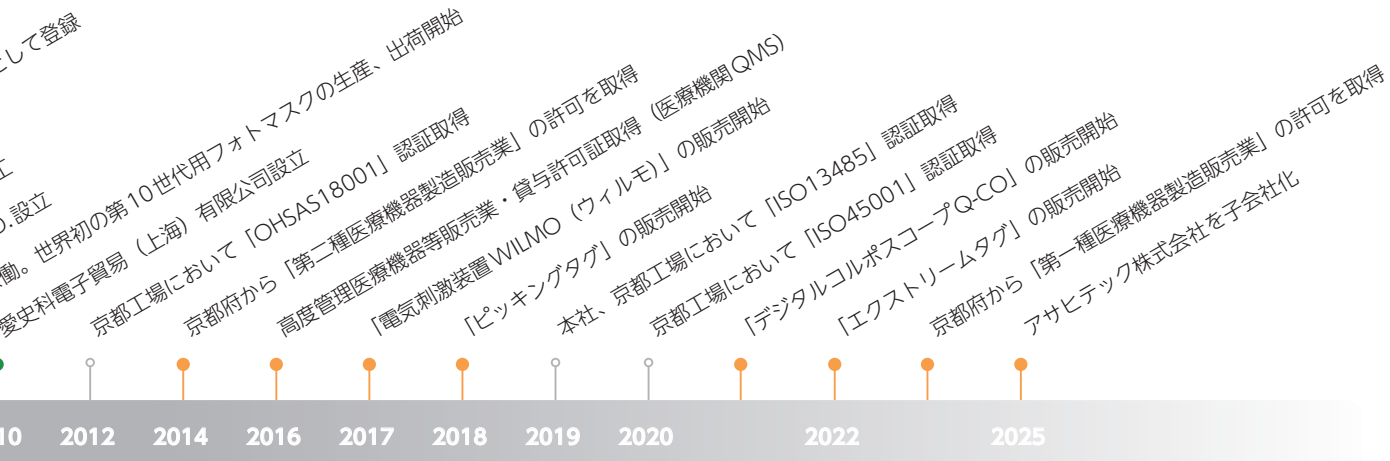 として登録
立
D.設立
働。世界初の第10世代用フォトマスクの生産、出荷開始
愛史科電子貿易（上海）有限公司設立
京都工場において「OHSAS18001」認証取得
京都府から「第二種医療機器製造販売業」の許可を取得
高度管理医療機器等販売業・貸与許可証取得（医療機関QMS）
「電気刺激装置WILMO（ウィルモ）」の販売開始
「ピッキングタグ」の販売開始
本社、京都工場において「ISO13485」認証取得
京都工場において「ISO45001」認証取得
「デジタルコルポスコープQ-CO」の販売開始
「エクストリームタグ」の販売開始
京都府から「第一種医療機器製造販売業」の許可を取得
アサヒテック株式会社を子会社化
10 2012 2014 2016 2017 2018 2019 2020 2022 2025